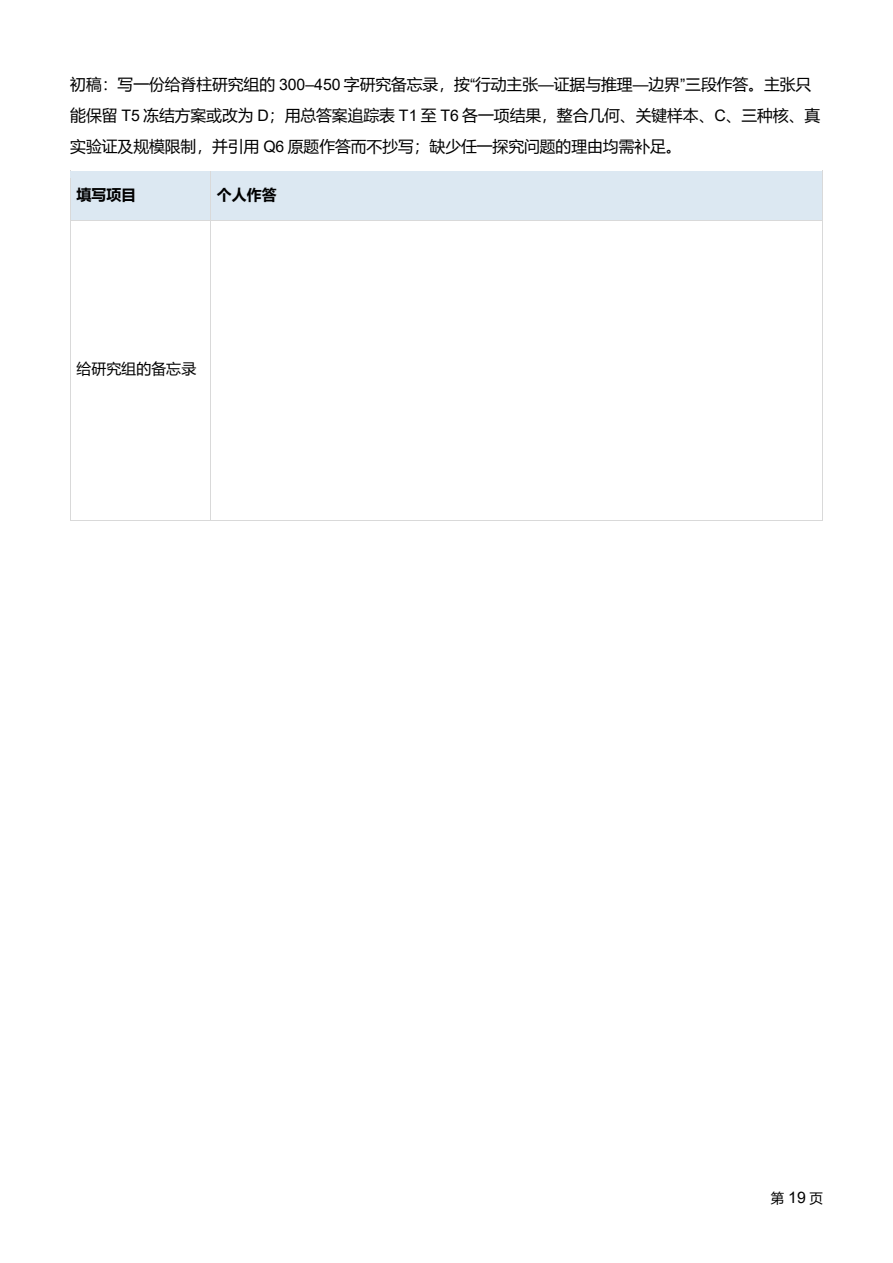 初稿：写一份给脊柱研究组的 300–450 字研究备忘录，按“行动主张—证据与推理—边界”三段作答。主张只
能保留 T5 冻结方案或改为 D；用总答案追踪表 T1 至 T6 各一项结果，整合几何、关键样本、C、三种核、真
实验证及规模限制，并引用 Q6 原题作答而不抄写；缺少任一探究问题的理由均需补足。
填写项目 个人作答
给研究组的备忘录
第 19 页